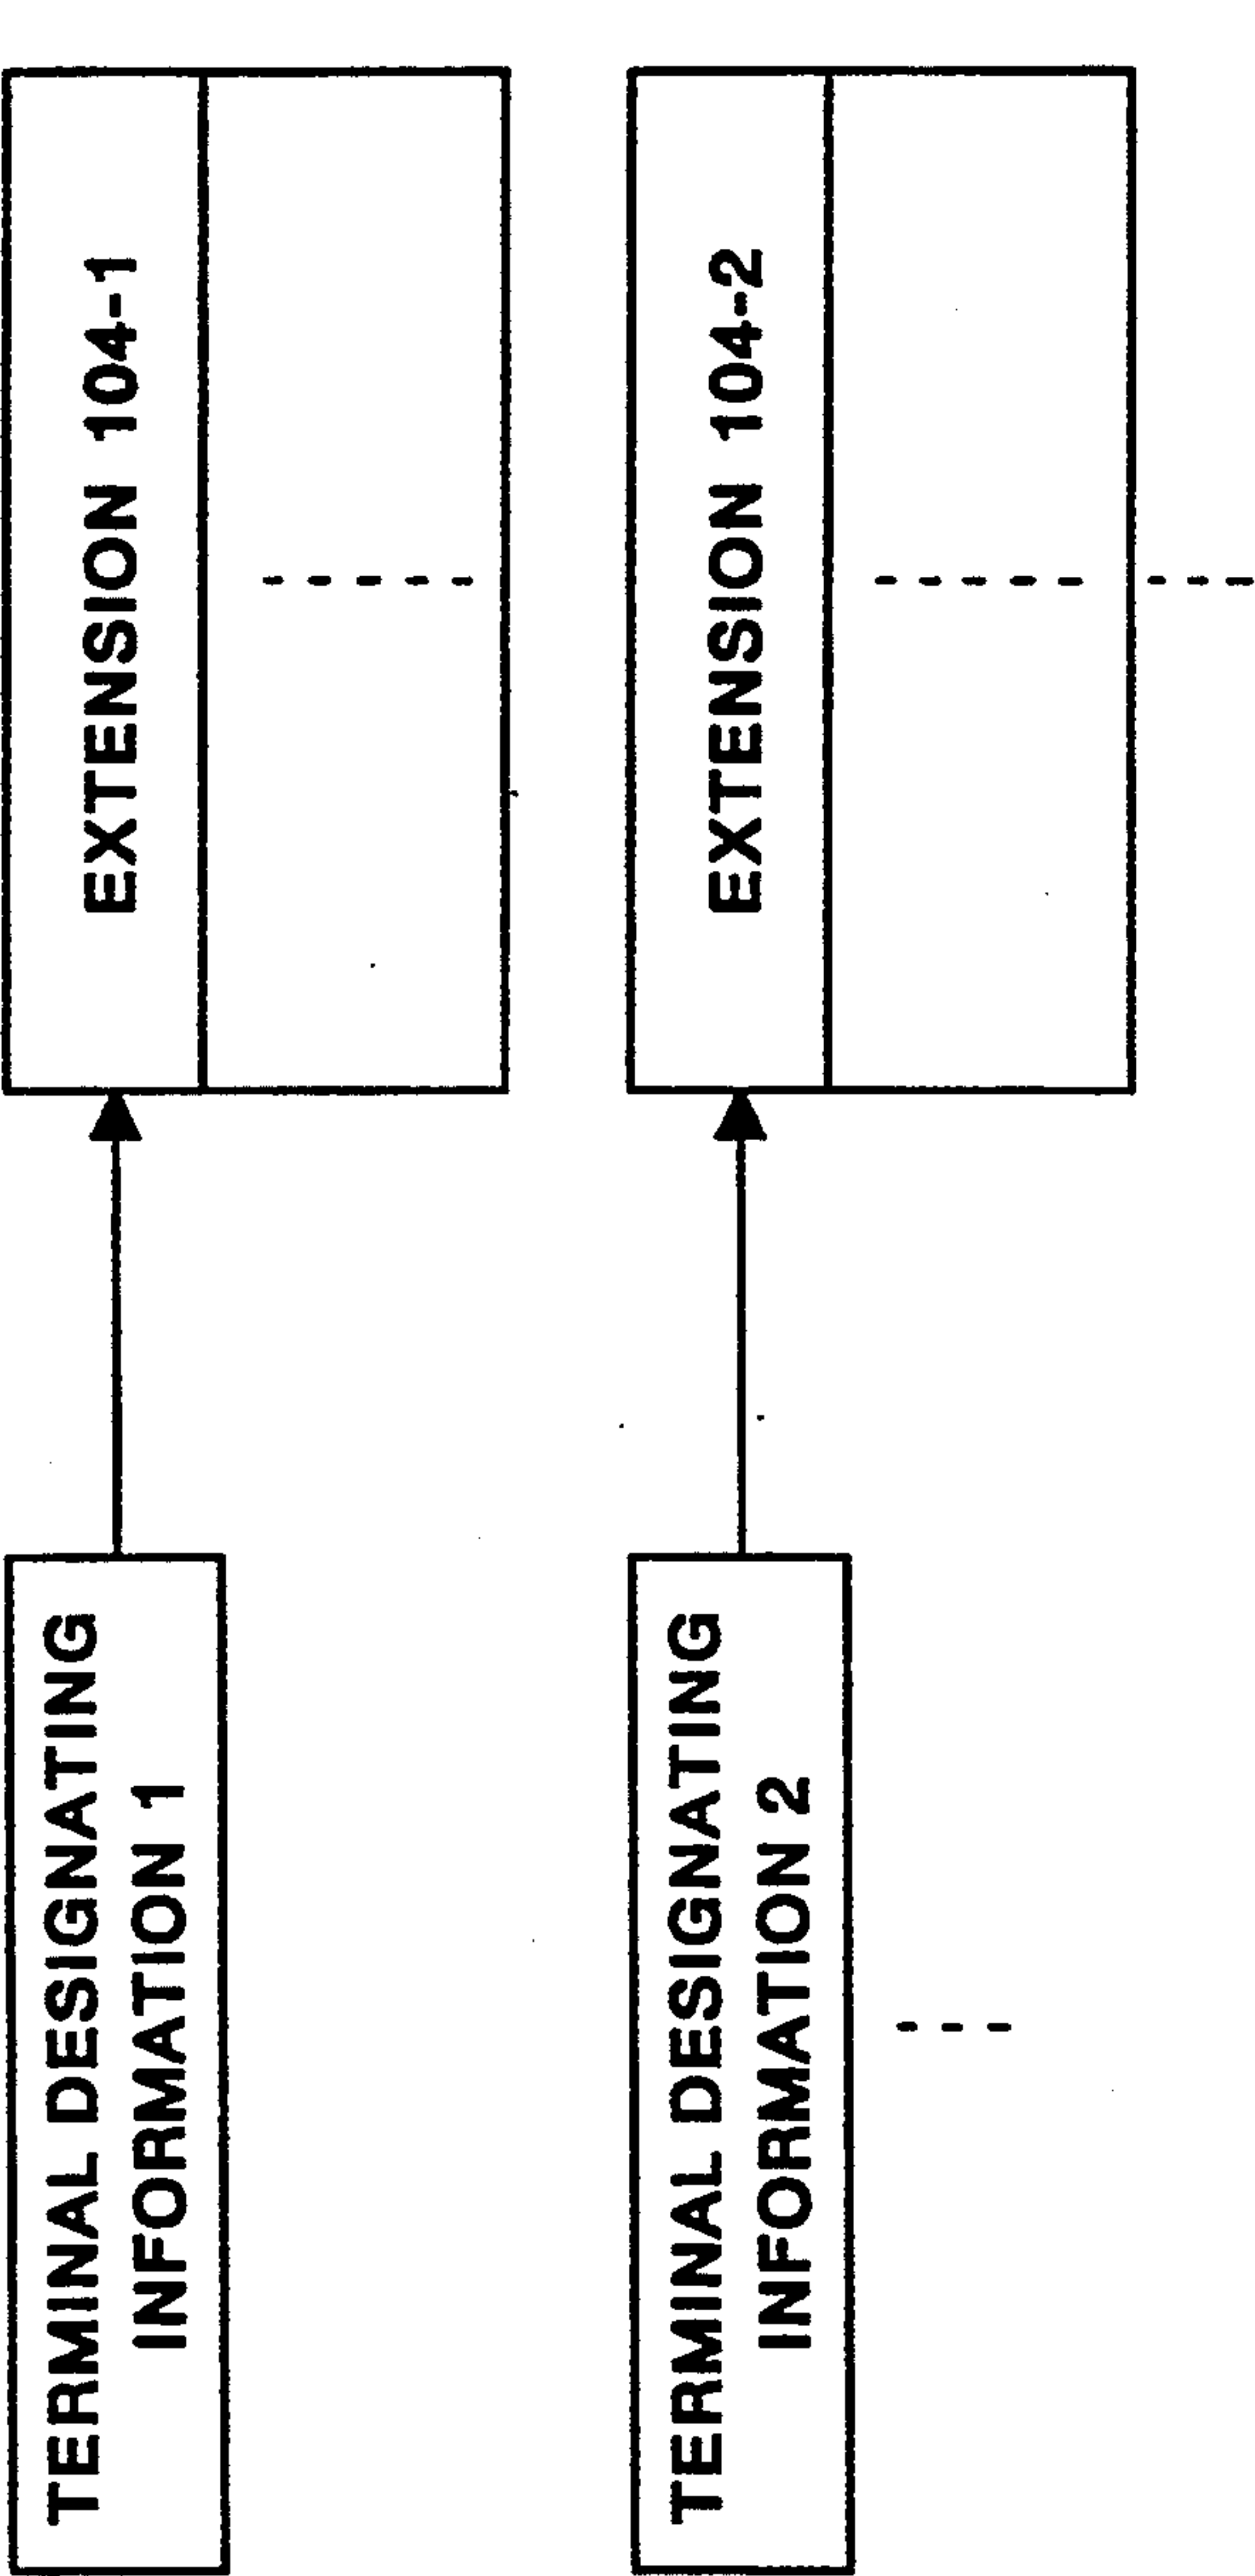 TERMINAL DESIGNATING
INFORMATION 1
EXTENSION 104-1
TERMINAL DESIGNATING
INFORMATION 2
EXTENSION 104-2